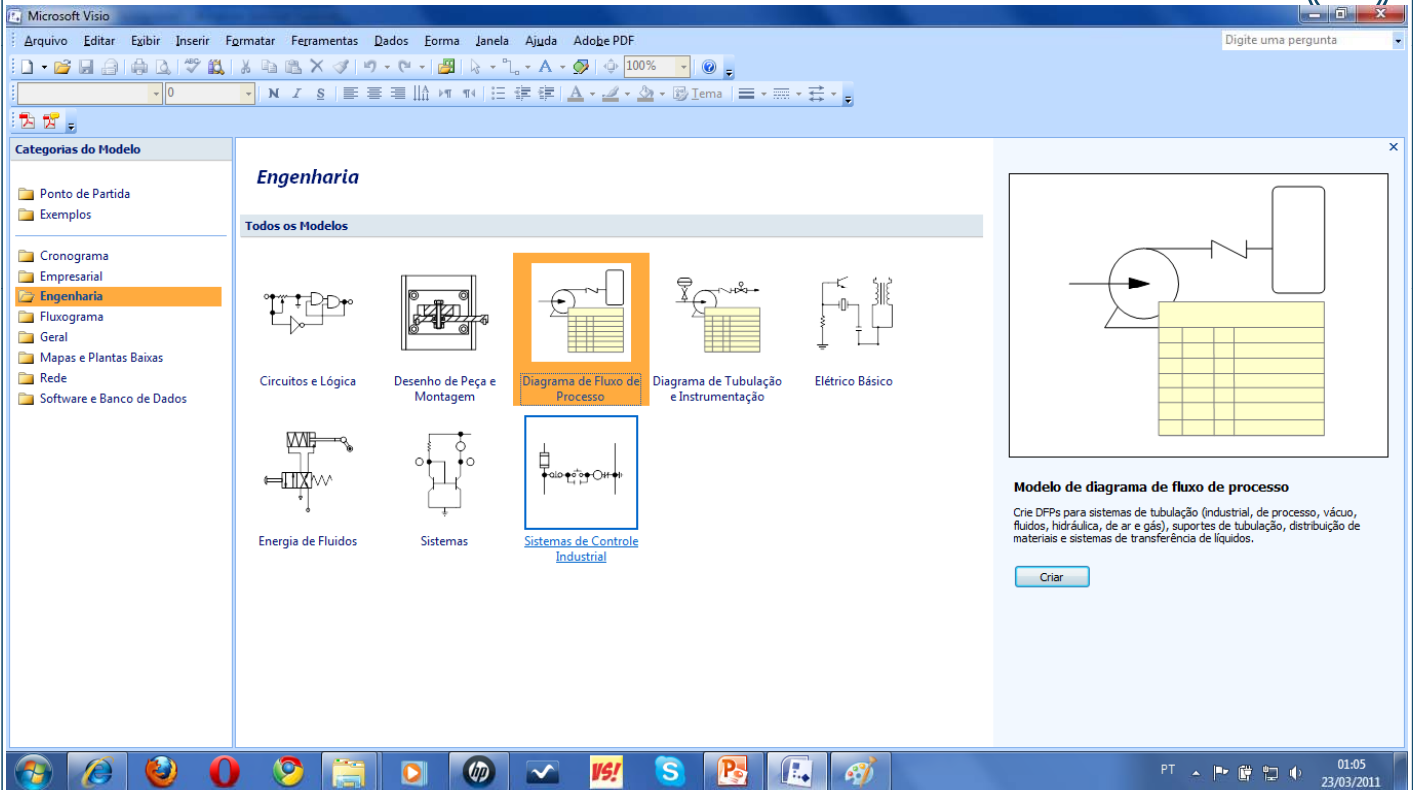 Microsoft Visio
Arquivo Editar Exibir Inserir Formatar Ferramentas Dados Forma Janela Ajuda Adobe PDF Digite uma pergunta
100%
0 N I S Tema
Categorias do Modelo
Ponto de Partida
Exemplos
Cronograma
Empresarial
Engenharia
Fluxograma
Geral
Mapas e Plantas Baixas
Rede
Software e Banco de Dados
Engenharia
Todos os Modelos
Circuitos e Lógica
Desenho de Peça e
Montagem
Diagrama de Fluxo de
Processo
Diagrama de Tubulação
e Instrumentação
Elétrico Básico
Energia de Fluidos
Sistemas
Sistemas de Controle
Industrial
Modelo de diagrama de fluxo de processo
Crie DFPs para sistemas de tubulação (industrial, de processo, vácuo,
fluidos, hidráulica, de ar e gás), suportes de tubulação, distribuição de
materiais e sistemas de transferência de líquidos.
Criar
hp
VS!
PT
01:05
23/03/2011